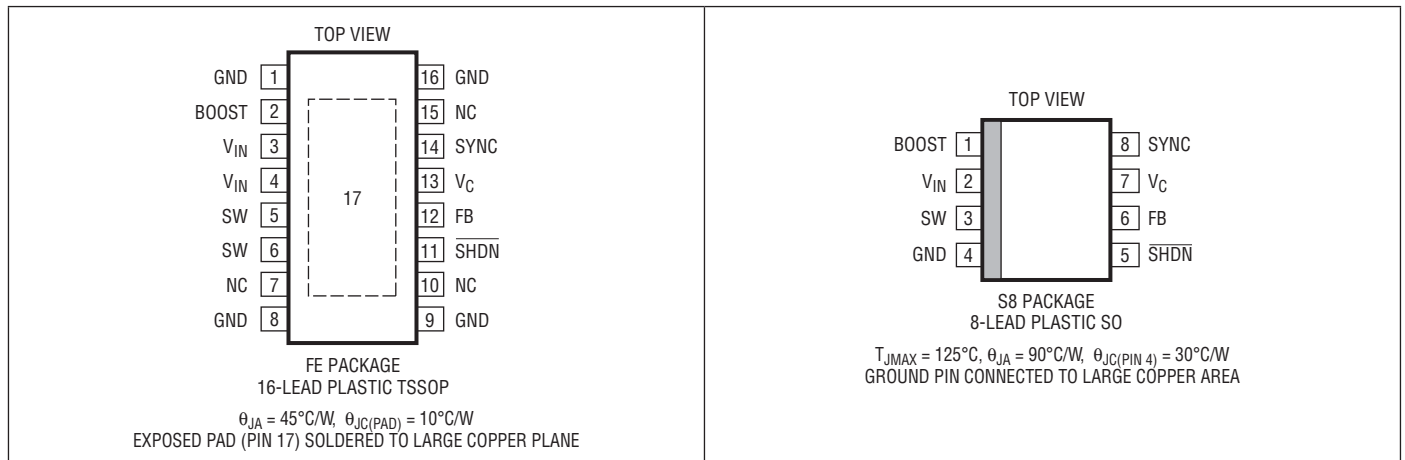 TOP VIEW
GND 1 16 GND
BOOST 2 15 NC
VIN 3 14 SYNC
VIN 4 13 VC
17
SW 5 12 FB
SW 6 11 SHDN
NC 7 10 NC
GND 8 9 GND
FE PACKAGE
16-LEAD PLASTIC TSSOP
θJA = 45°C/W, θJC(PAD) = 10°C/W
EXPOSED PAD (PIN 17) SOLDERED TO LARGE COPPER PLANE
TOP VIEW
BOOST 1 8 SYNC
VIN 2 7 VC
SW 3 6 FB
GND 4 5 SHDN
S8 PACKAGE
8-LEAD PLASTIC SO
TJMAX = 125°C, θJA = 90°C/W, θJC(PIN 4) = 30°C/W
GROUND PIN CONNECTED TO LARGE COPPER AREA